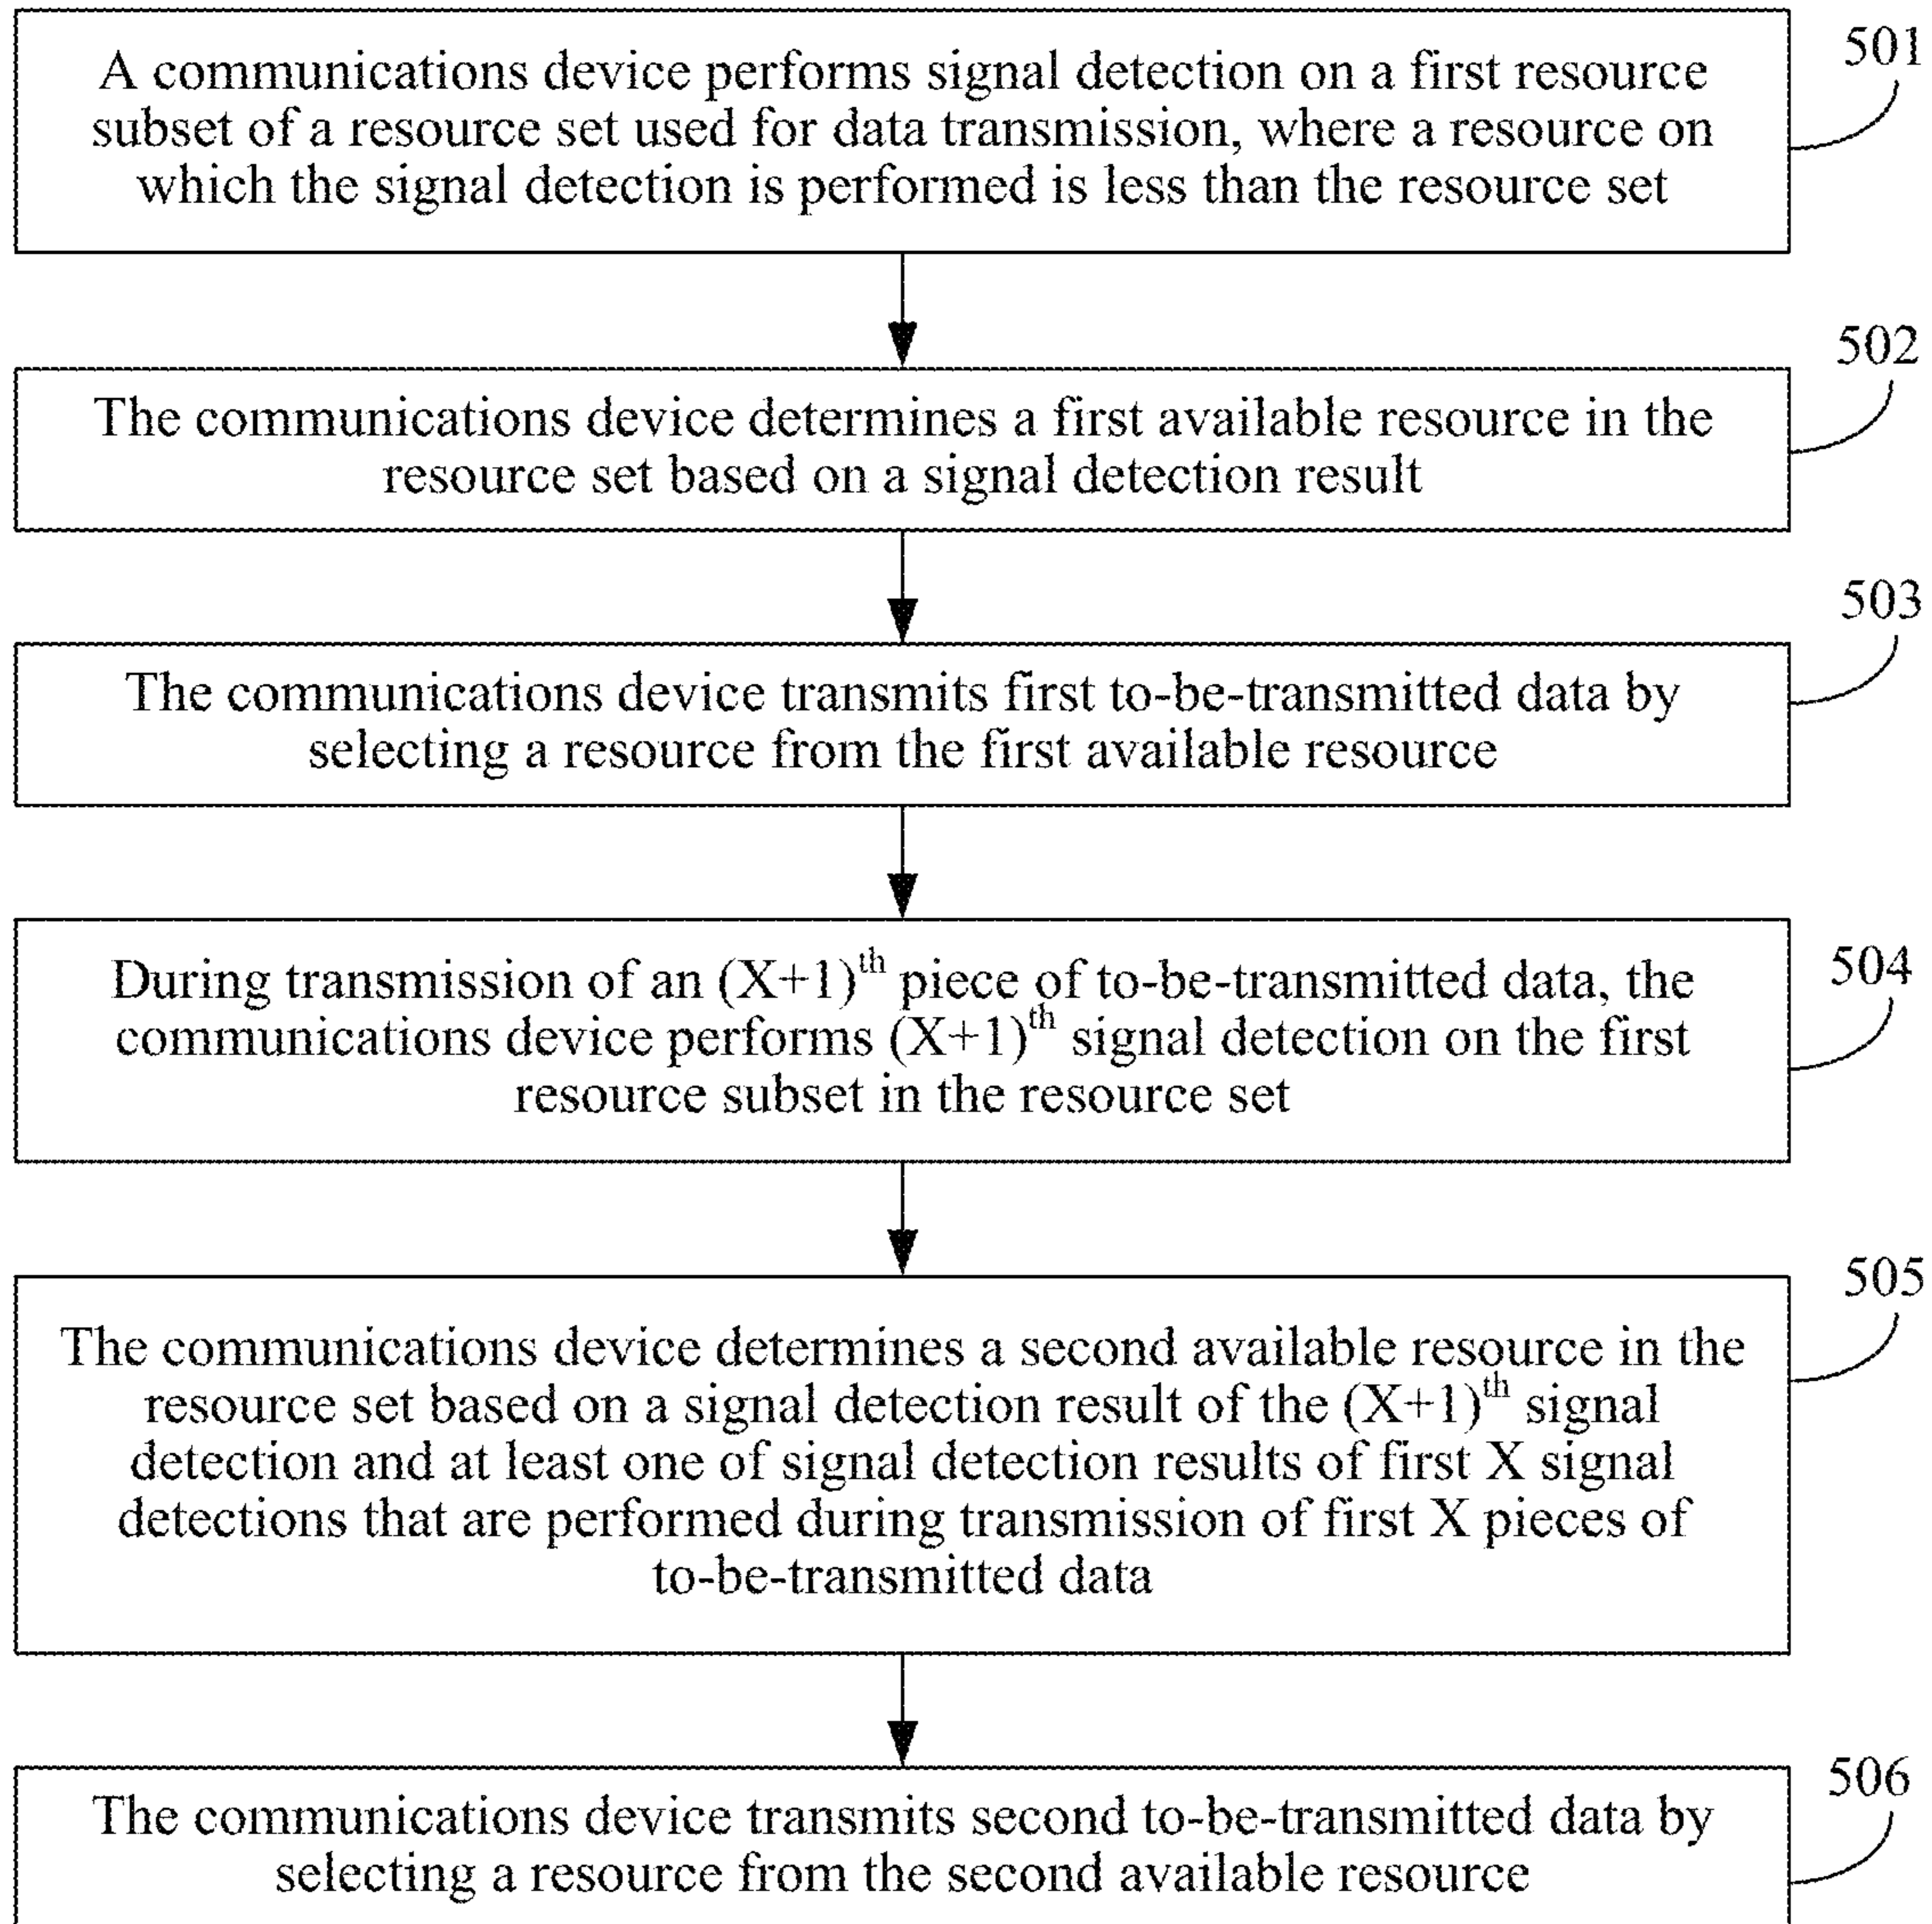 A communications device performs signal detection on a first resource
subset of a resource set used for data transmission, where a resource on
which the signal detection is performed is less than the resource set
501
The communications device determines a first available resource in the
resource set based on a signal detection result
502
The communications device transmits first to-be-transmitted data by
selecting a resource from the first available resource
503
During transmission of an (X+1)th piece of to-be-transmitted data, the
communications device performs (X+1)th signal detection on the first
resource subset in the resource set
504
The communications device determines a second available resource in the
resource set based on a signal detection result of the (X+1)th signal
detection and at least one of signal detection results of first X signal
detections that are performed during transmission of first X pieces of
to-be-transmitted data
505
The communications device transmits second to-be-transmitted data by
selecting a resource from the second available resource
506